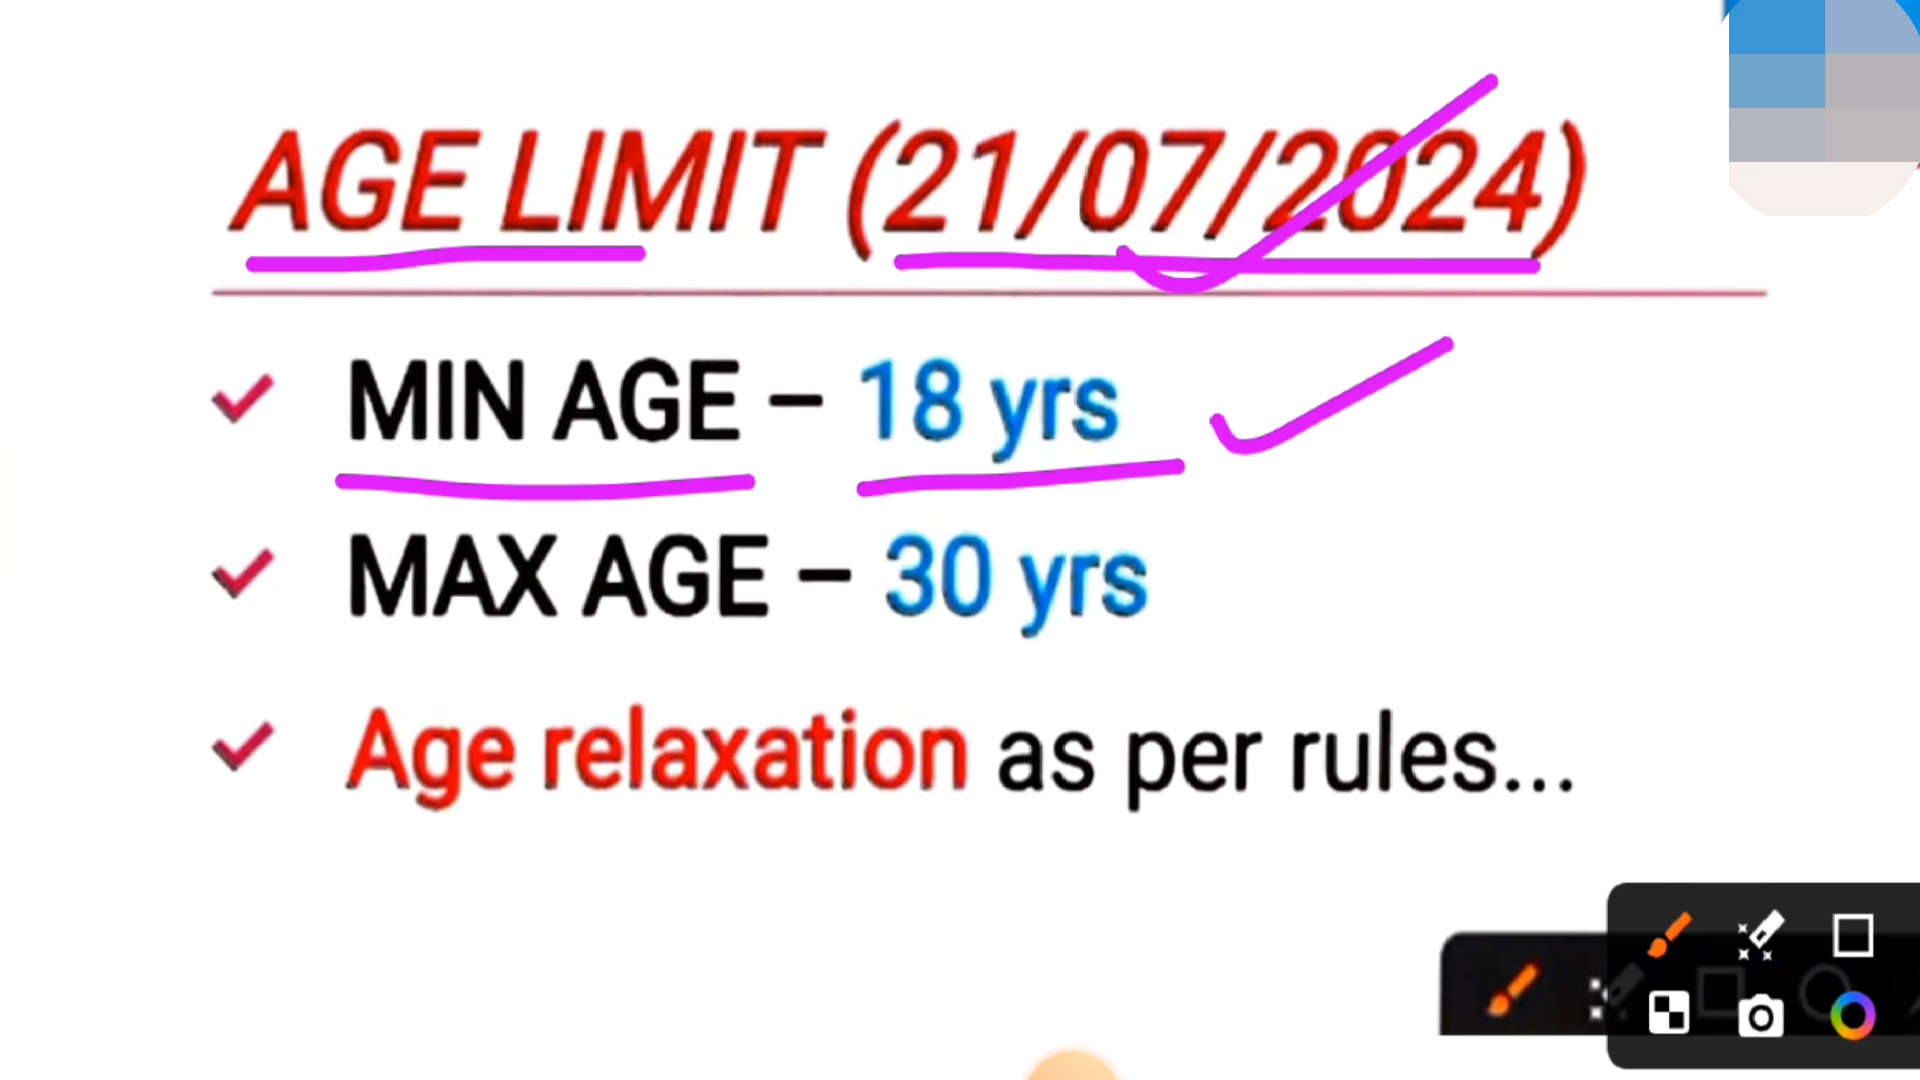 AGE LIMIT (21/07/2024)
MIN AGE – 18 yrs
MAX AGE – 30 yrs
Age relaxation as per rules...